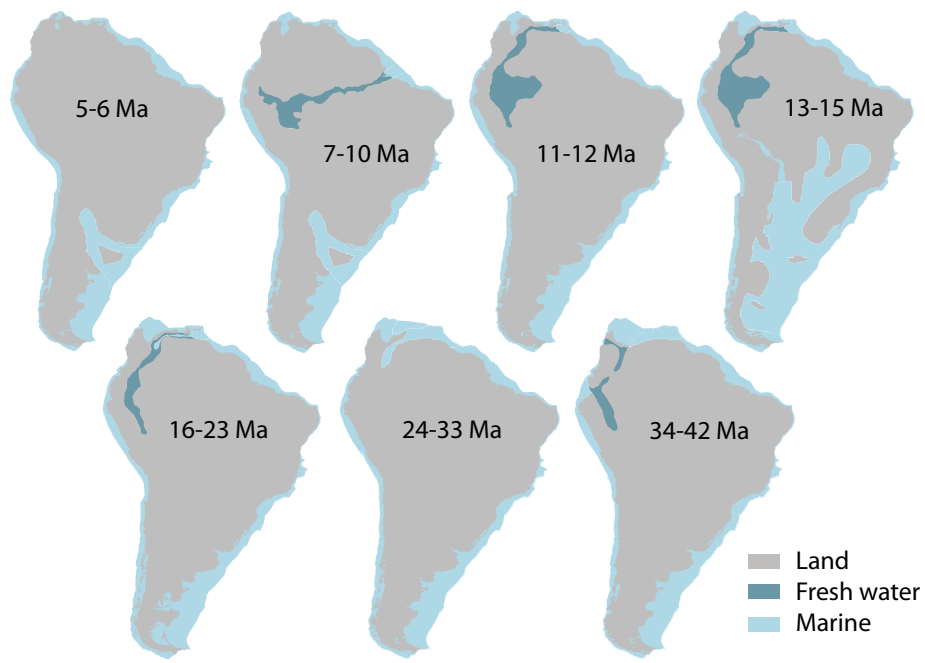 5-6 Ma
7-10 Ma
11-12 Ma
13-15 Ma
16-23 Ma
24-33 Ma
34-42 Ma
Land
Fresh water
Marine